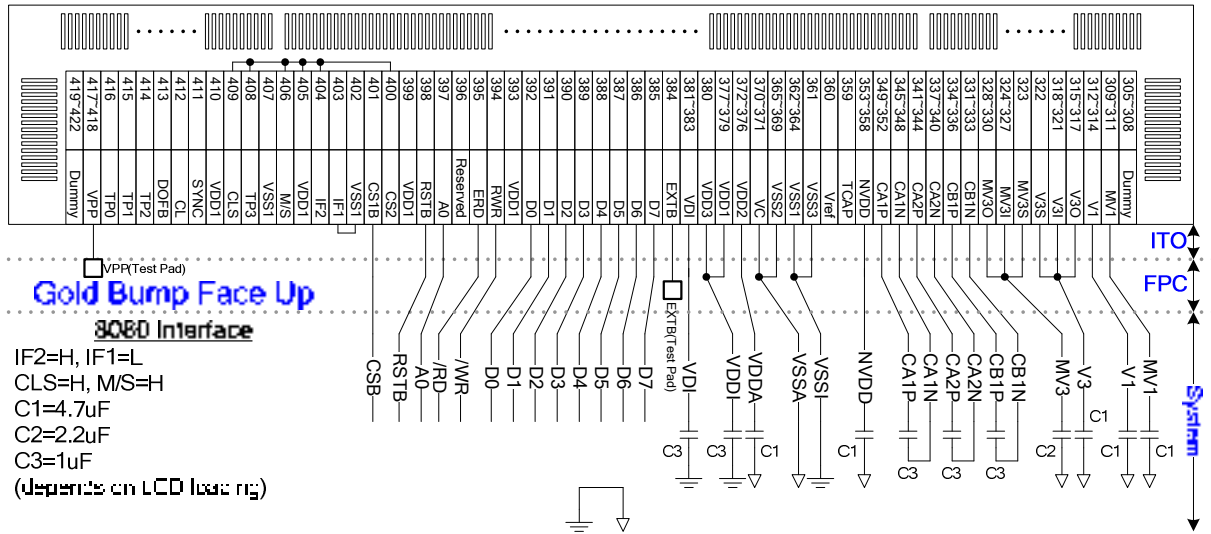 419~422
417~418
416
415
414
413
412
411
410
409
408
407
406
405
404
403
402
401
400
399
398
397
396
395
394
393
392
391
390
389
388
387
386
385
384
381~383
380
377~379
372~376
370~371
365~369
362~364
361
360
359
353~358
349~352
345~348
341~344
337~340
334~336
331~333
328~330
324~327
323
322
318~321
315~317
312~314
309~311
305~308
Dummy
VPP
TP0
TP1
TP2
DOFB
CL
SYNC
VDD1
CLS
TP3
VSS1
M/S
VDD1
IF2
IF1
VSS1
CS1B
CS2
VDD1
RSTB
A0
Reserved
ERD
RWR
VDD1
D0
D1
D2
D3
D4
D5
D6
D7
EXTB
VDI
VDD3
VDD1
VDD2
VC
VSS2
VSS1
VSS3
Vref
TCAP
NVDD
CA1P
CA1N
CA2P
CA2N
CB1P
CB1N
MV3O
MV3I
MV3S
V3S
V3I
V3O
V1
MV1
Dummy
ITO
VPP(Test Pad)
FPC
Gold Bump Face Up
8080 Interface
IF2=H, IF1=L
CLS=H, M/S=H
C1=4.7uF
C2=2.2uF
C3=1uF
(depends on LCD loading)
CSB
RSTB
A0
/RD
/WR
D0
D1
D2
D3
D4
D5
D6
D7
EXTB(Test Pad)
VDI
VDDI
VDDA
VSSA
VSSI
NVDD
CA1P
CA1N
CA2P
CA2N
CB1P
CB1N
MV3
V3
V1
MV1
System
C3
C3
C1
C1
C3
C3
C3
C2
C1
C1
C1